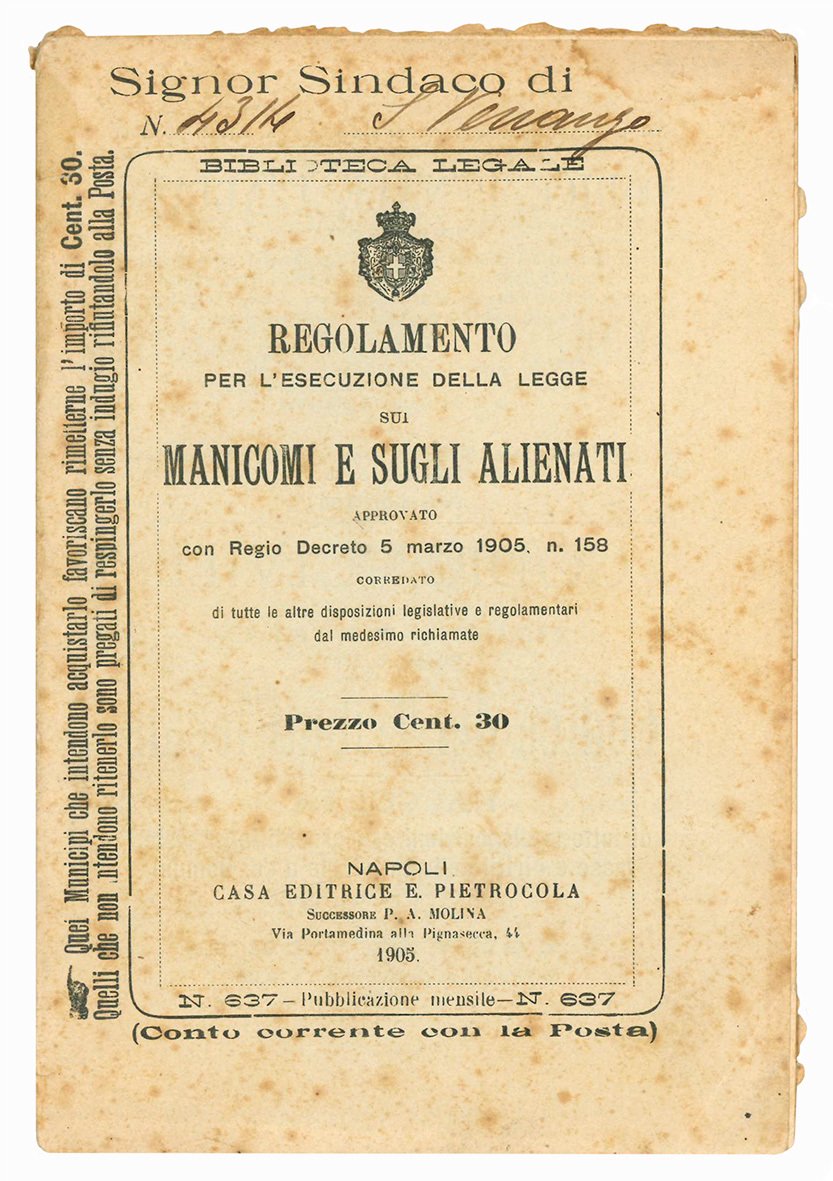 Signor Sindaco di
N. 4314 S Venanzo
BIBLIOTECA LEGALE
REGOLAMENTO
PER L'ESECUZIONE DELLA LEGGE
SUI
MANICOMI E SUGLI ALIENATI
APPROVATO
con Regio Decreto 5 marzo 1905, n. 158
CORREDATO
di tutte le altre disposizioni legislative e regolamentari
dal medesimo richiamate
Prezzo Cent. 30
NAPOLI
CASA EDITRICE E. PIETROCOLA
SUCCESSORE P. A. MOLINA
Via Portamedina alla Pignasecca, 44
1905.
N. 637 — Pubblicazione mensile — N. 637
(Conto corrente con la Posta)
Quei Municipi che intendono acquistarlo favoriscano rimetterne l'importo di Cent. 30.
Quelli che non intendono ritenerlo sono pregati di respingerlo senza indugio rifiutandolo alla Posta.